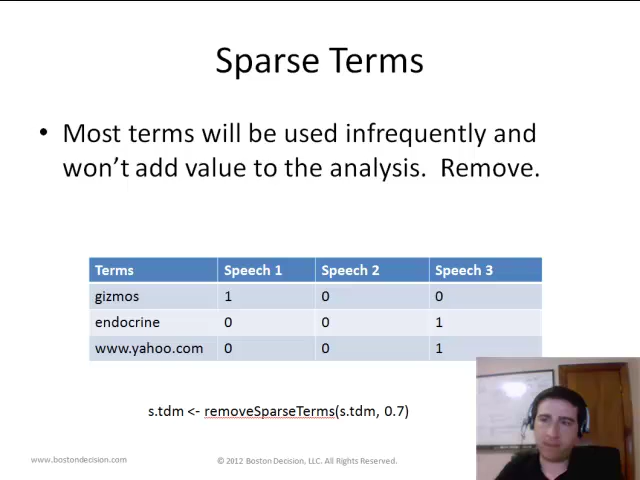 Sparse Terms
• Most terms will be used infrequently and
won't add value to the analysis.  Remove.
Terms Speech 1 Speech 2 Speech 3
gizmos 1 0 0
endocrine 0 0 1
www.yahoo.com 0 0 1
s.tdm <- removeSparseTerms(s.tdm, 0.7)
www.bostondecision.com © 2012 Boston Decision, LLC. All Rights Reserved.